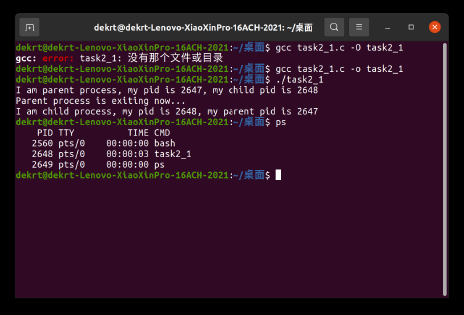 dekrt@dekrt-Lenovo-XiaoXinPro-16ACH-2021: ~/桌面
dekrt@dekrt-Lenovo-XiaoXinPro-16ACH-2021:~/桌面$ gcc task2_1.c -O task2_1
gcc: error: task2_1: 没有那个文件或目录
dekrt@dekrt-Lenovo-XiaoXinPro-16ACH-2021:~/桌面$ gcc task2_1.c -o task2_1
dekrt@dekrt-Lenovo-XiaoXinPro-16ACH-2021:~/桌面$ ./task2_1
I am parent process, my pid is 2647, my child pid is 2648
Parent process is exiting now...
I am child process, my pid is 2648, my parent pid is 2647
dekrt@dekrt-Lenovo-XiaoXinPro-16ACH-2021:~/桌面$ ps
PID TTY TIME CMD
2560 pts/0 00:00:00 bash
2648 pts/0 00:00:03 task2_1
2649 pts/0 00:00:00 ps
dekrt@dekrt-Lenovo-XiaoXinPro-16ACH-2021:~/桌面$